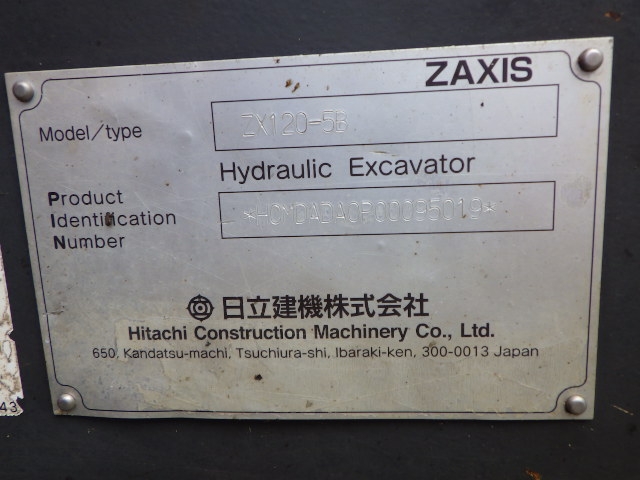 ZAXIS
Model/type ZX120-5B
Hydraulic Excavator
Product
Identification
Number
日立建機株式会社
Hitachi Construction Machinery Co., Ltd.
650, Kandatsu-machi, Tsuchiura-shi, Ibaraki-ken, 300-0013 Japan
43